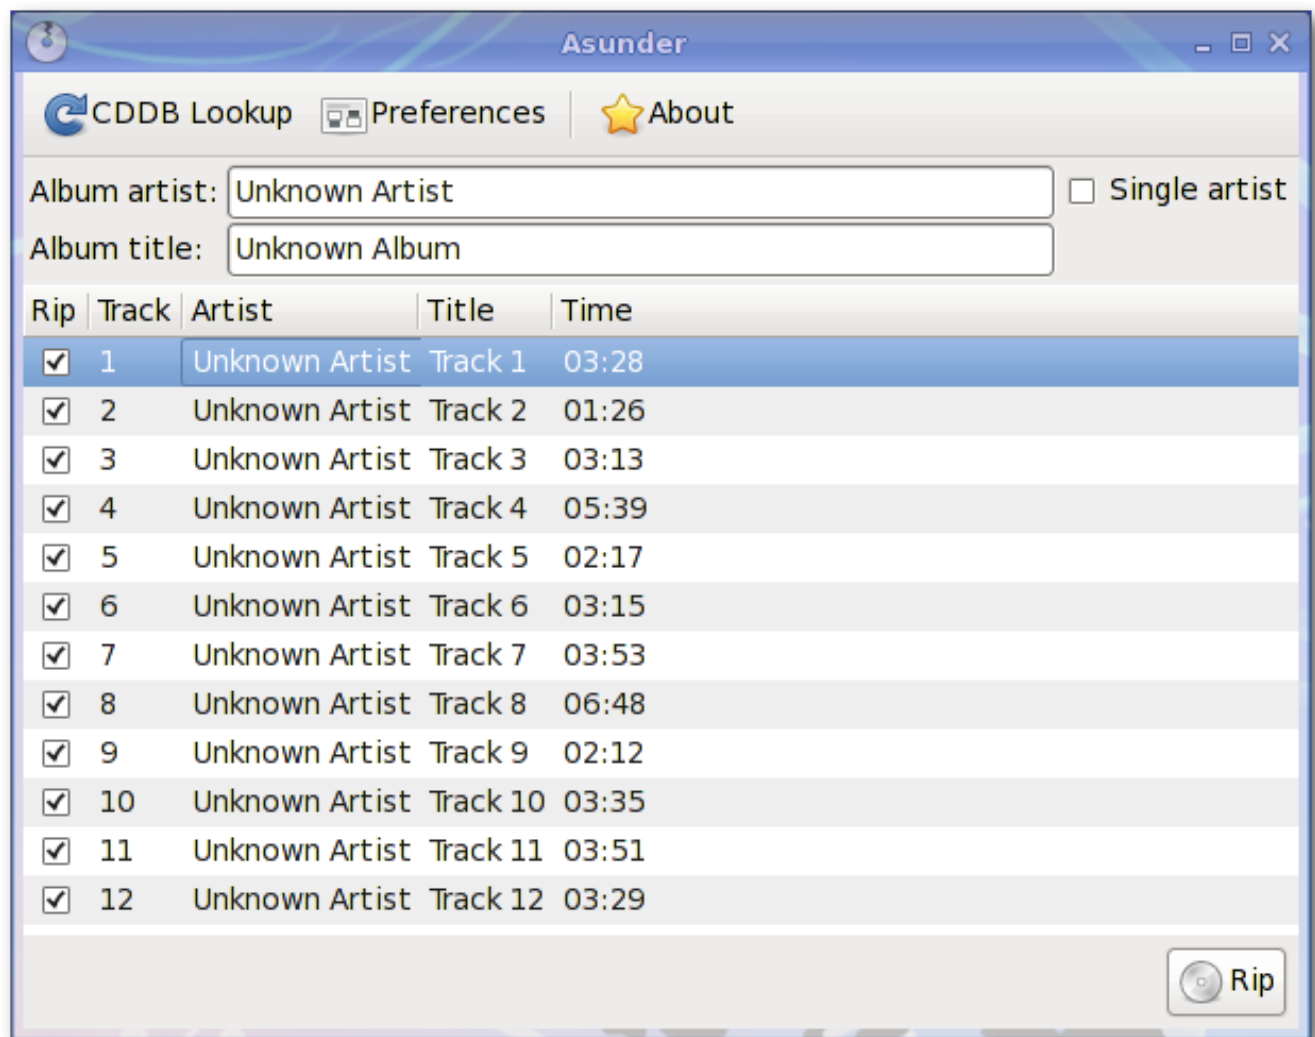 Asunder
CDDB Lookup Preferences About
Album artist: Unknown Artist Single artist
Album title: Unknown Album
Rip Track Artist Title Time
1 Unknown Artist Track 1 03:28
2 Unknown Artist Track 2 01:26
3 Unknown Artist Track 3 03:13
4 Unknown Artist Track 4 05:39
5 Unknown Artist Track 5 02:17
6 Unknown Artist Track 6 03:15
7 Unknown Artist Track 7 03:53
8 Unknown Artist Track 8 06:48
9 Unknown Artist Track 9 02:12
10 Unknown Artist Track 10 03:35
11 Unknown Artist Track 11 03:51
12 Unknown Artist Track 12 03:29
Rip